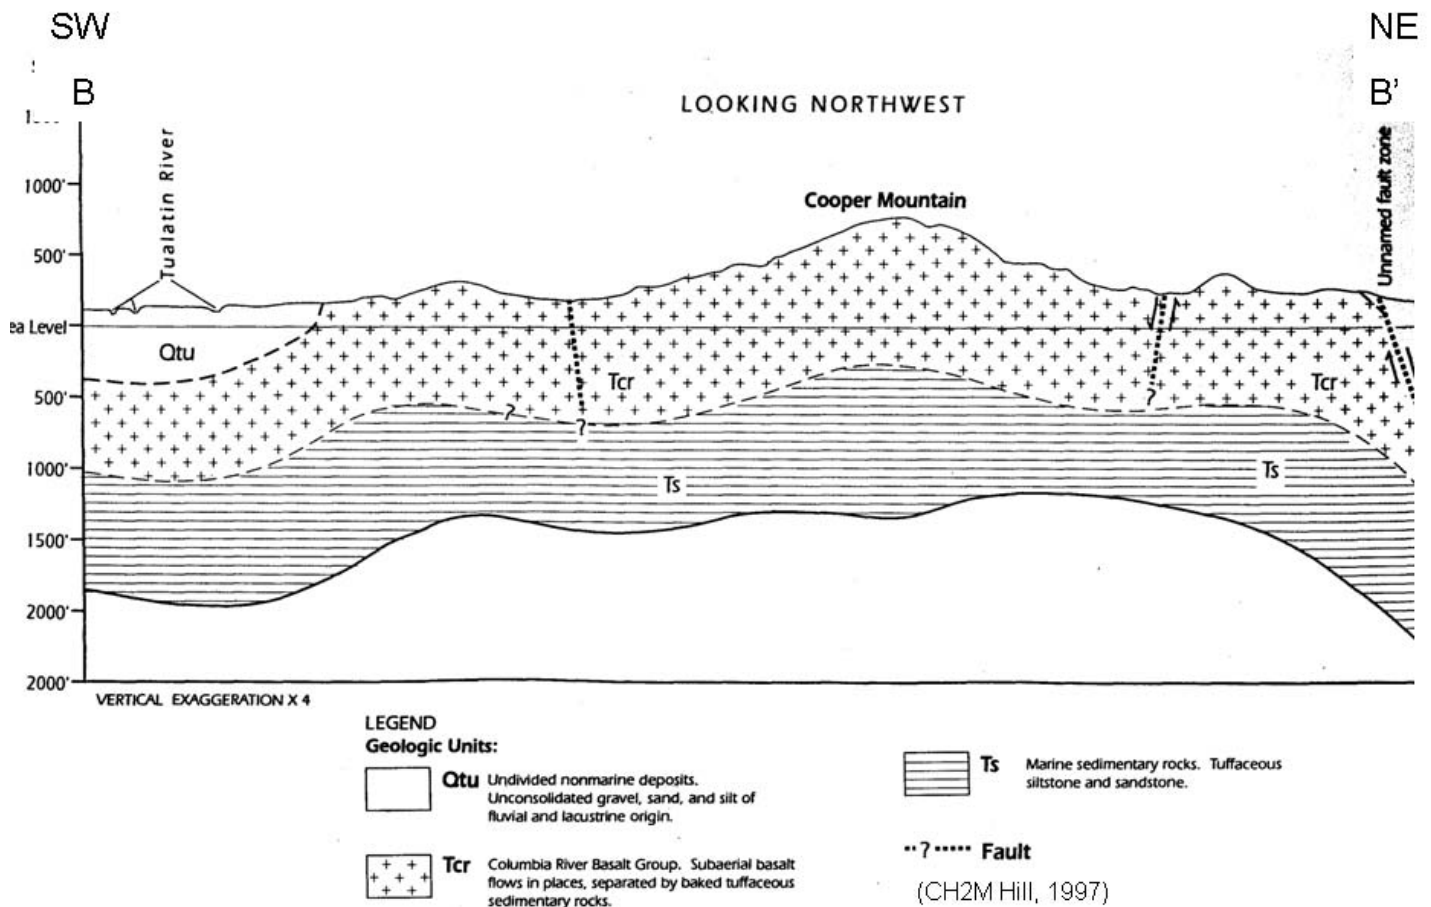 SW
NE
B
B'
LOOKING NORTHWEST
Tualatin River
Unnamed fault zone
1000'
Cooper Mountain
500'
ea Level
Qtu
500'
Tcr
Tcr
?
?
?
1000'
Ts
Ts
1500'
2000'
2000'
VERTICAL EXAGGERATION X 4
LEGEND
Geologic Units:
Qtu Undivided nonmarine deposits.
Unconsolidated gravel, sand, and silt of
fluvial and lacustrine origin.
Tcr Columbia River Basalt Group. Subaerial basalt
flows in places, separated by baked tuffaceous
sedimentary rocks.
Ts Marine sedimentary rocks. Tuffaceous
siltstone and sandstone.
? Fault
(CH2M Hill, 1997)